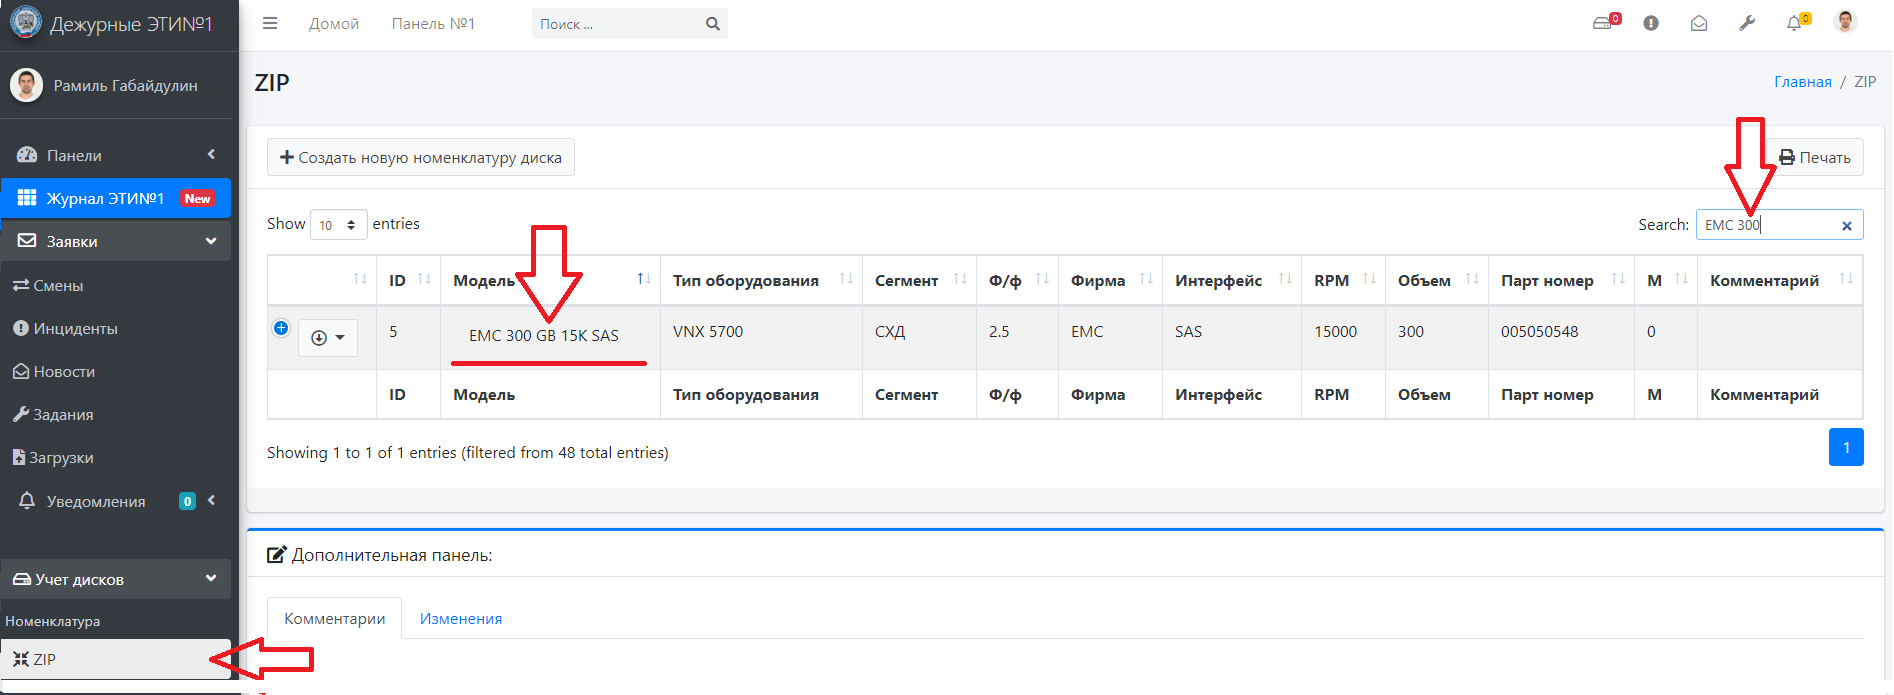 Дежурные ЭТИ№1
Домой Панель №1 Поиск ... 0 0
Рамиль Габайдулин
Панели
Журнал ЭТИ№1 New
Заявки
Смены
Инциденты
Новости
Задания
Загрузки
Уведомления 0
Учет дисков
Номенклатура
ZIP
ZIP
Главная / ZIP
Создать новую номенклатуру диска
Печать
Show 10 entries
Search: EMC 300
ID Модель Тип оборудования Сегмент Ф/ф Фирма Интерфейс RPM Объем Парт номер М Комментарий
5 EMC 300 GB 15K SAS VNX 5700 СХД 2.5 EMC SAS 15000 300 005050548 0
ID Модель Тип оборудования Сегмент Ф/ф Фирма Интерфейс RPM Объем Парт номер М Комментарий
Showing 1 to 1 of 1 entries (filtered from 48 total entries)
1
Дополнительная панель:
Комментарии Изменения